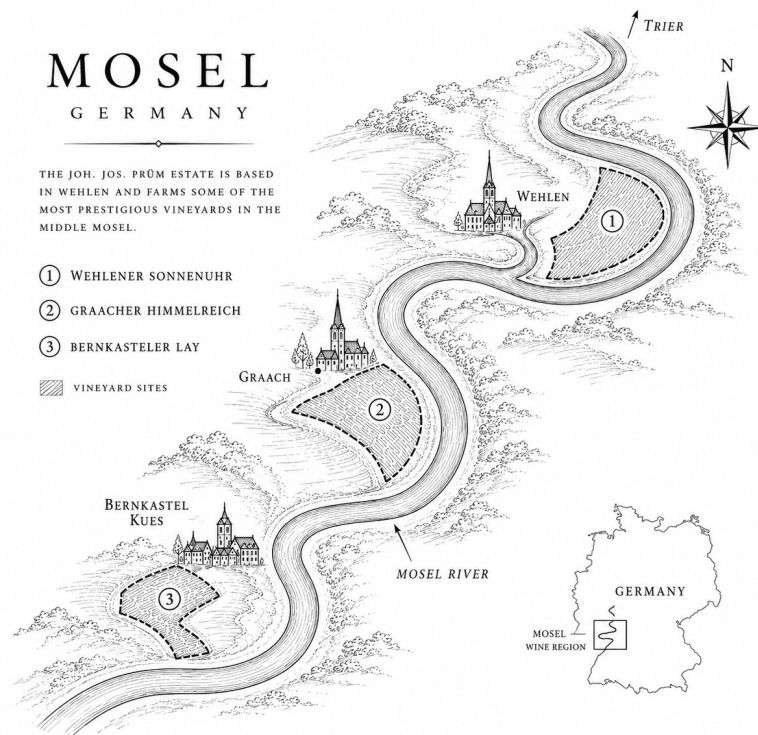 MOSEL
GERMANY
THE JOH. JOS. PRÜM ESTATE IS BASED
IN WEHLEN AND FARMS SOME OF THE
MOST PRESTIGIOUS VINEYARDS IN THE
MIDDLE MOSEL.
1 WEHLENER SONNENUHR
2 GRAACHER HIMMELREICH
3 BERNKASTELER LAY
VINEYARD SITES
TRIER
N
WEHLEN
1
GRAACH
2
BERNKASTEL
KUES
3
MOSEL RIVER
GERMANY
MOSEL
WINE REGION